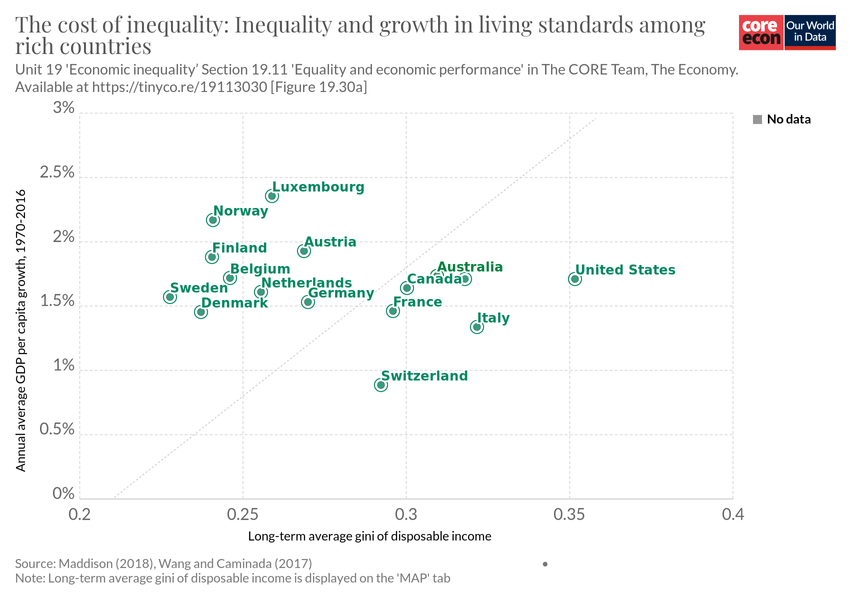 The cost of inequality: Inequality and growth in living standards among
rich countries
core
econ
Our World
in Data
Unit 19 'Economic inequality' Section 19.11 'Equality and economic performance' in The CORE Team, The Economy.
Available at https://tinyco.re/19113030 [Figure 19.30a]
3%
No data
2.5%
Luxembourg
Norway
2%
Austria
Finland
Belgium
Australia
United States
Sweden
Netherlands
Canada
Germany
1.5%
Denmark
France
Italy
1%
Switzerland
0.5%
0%
Annual average GDP per capita growth, 1970-2016
0.2
0.25
0.3
0.35
0.4
Long-term average gini of disposable income
Source: Maddison (2018), Wang and Caminada (2017)
Note: Long-term average gini of disposable income is displayed on the 'MAP' tab